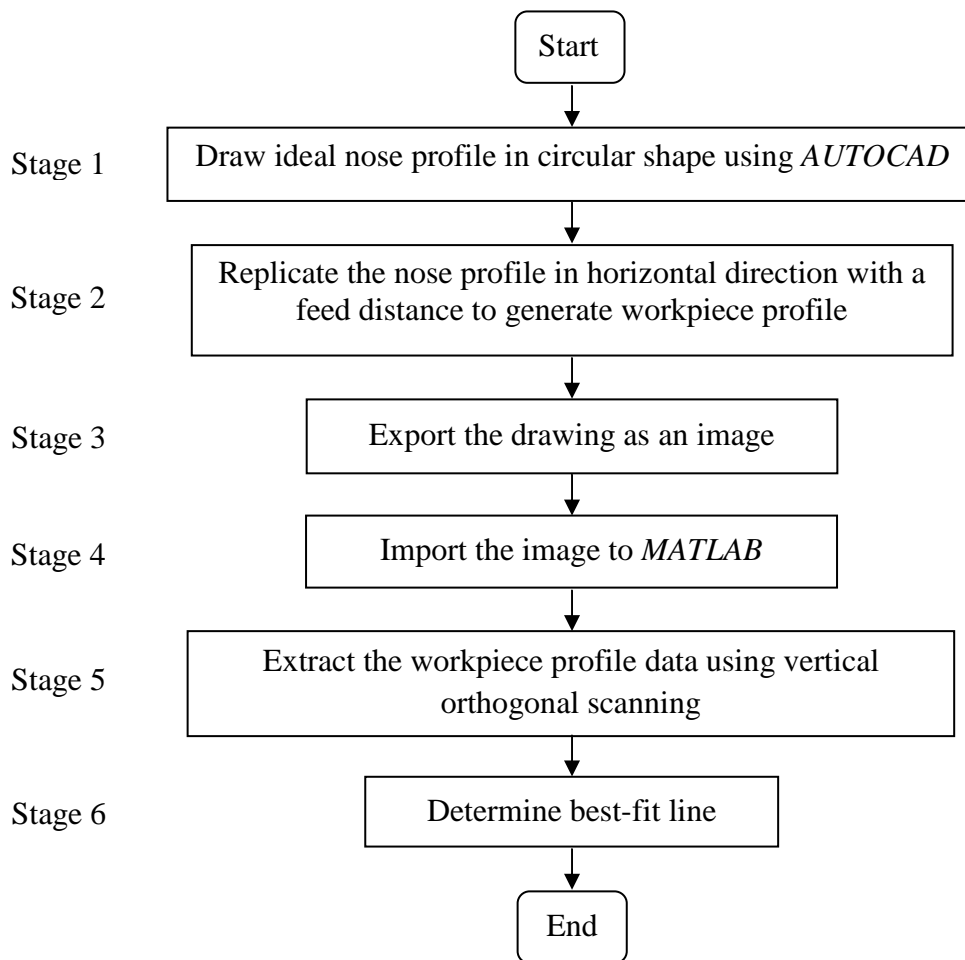 Start
Stage 1
Draw ideal nose profile in circular shape using AUTOCAD
Stage 2
Replicate the nose profile in horizontal direction with a
feed distance to generate workpiece profile
Stage 3
Export the drawing as an image
Stage 4
Import the image to MATLAB
Stage 5
Extract the workpiece profile data using vertical
orthogonal scanning
Stage 6
Determine best-fit line
End